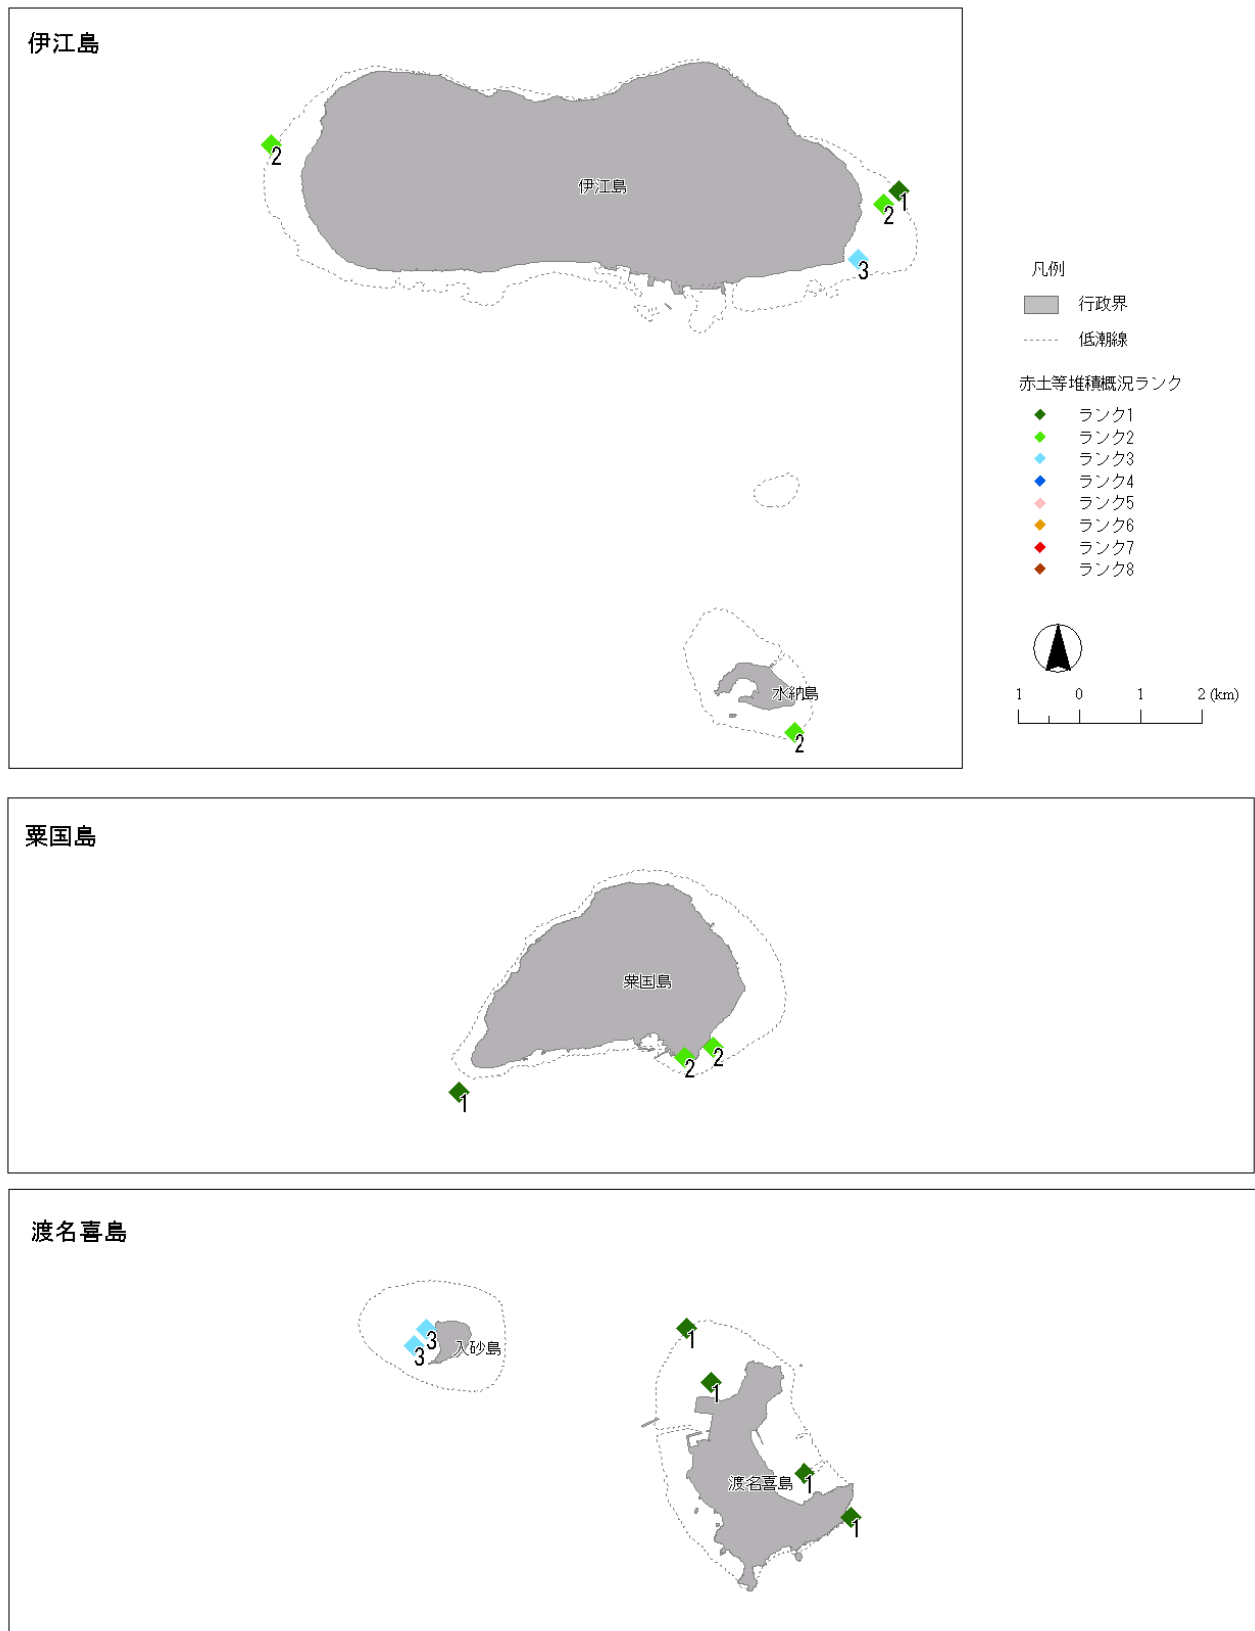 伊江島
2
伊江島
1
2
3
水納島
2
凡例
行政界
低潮線
赤土等堆積概況ランク
ランク1
ランク2
ランク3
ランク4
ランク5
ランク6
ランク7
ランク8
1 0 1 2 (km)
粟国島
粟国島
2
2
1
渡名喜島
3
3
入砂島
1
1
渡名喜島
1
1